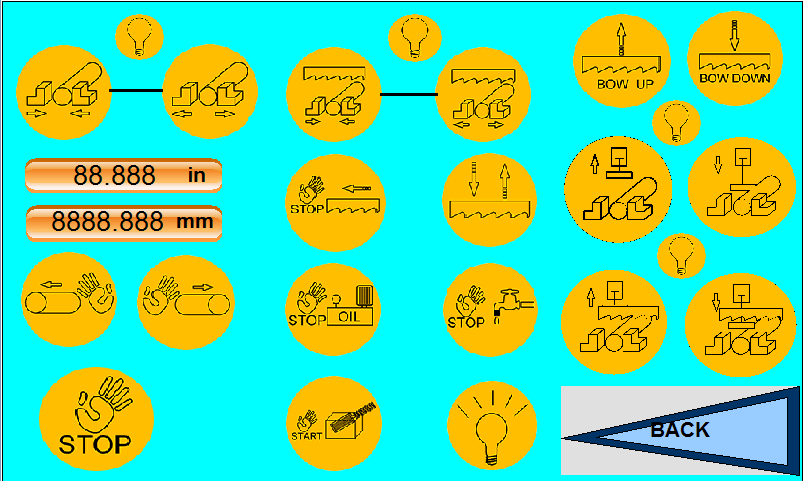 BOW UP
BOW DOWN
88.888 in
8888.888 mm
STOP
STOP
OIL
STOP
STOP
START
BACK